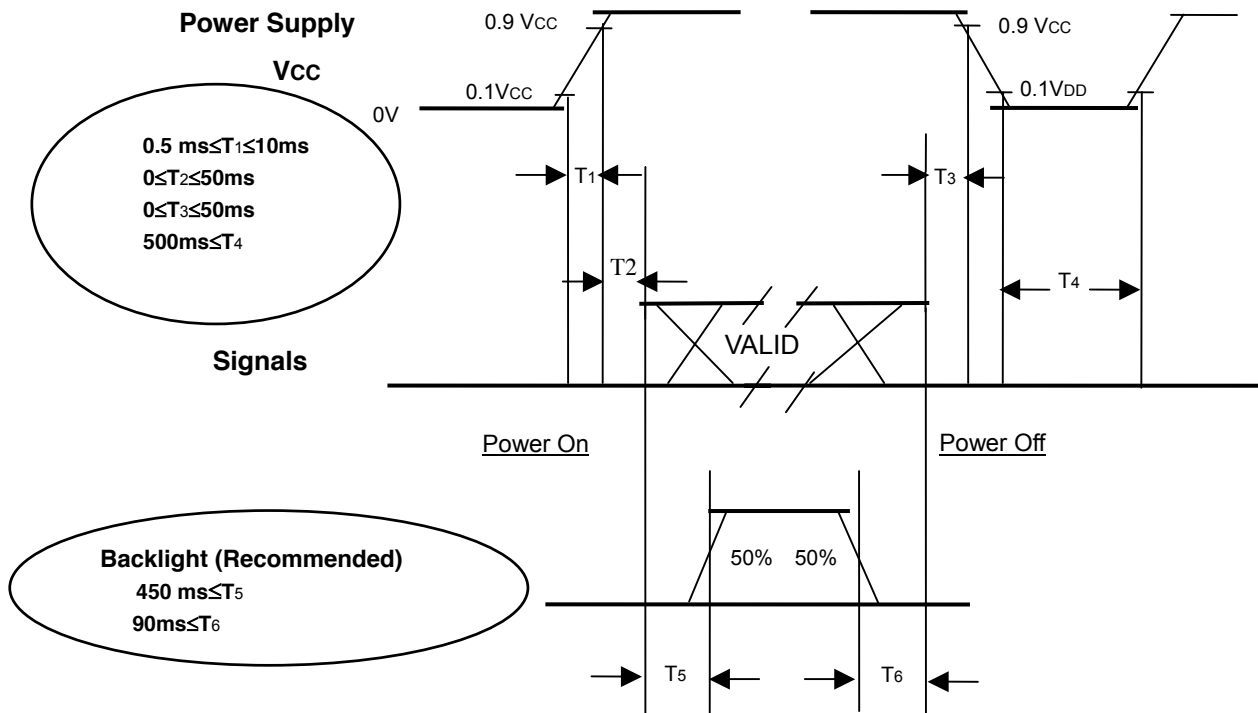 Power Supply
VCC
0.9 VCC
0.1VCC
0V
0.9 VCC
0.1VDD
0.5 ms≤T1≤10ms
0≤T2≤50ms
0≤T3≤50ms
500ms≤T4
T1
T3
T2
T4
VALID
Signals
Power On
Power Off
Backlight (Recommended)
450 ms≤T5
90ms≤T6
50% 50%
T5
T6